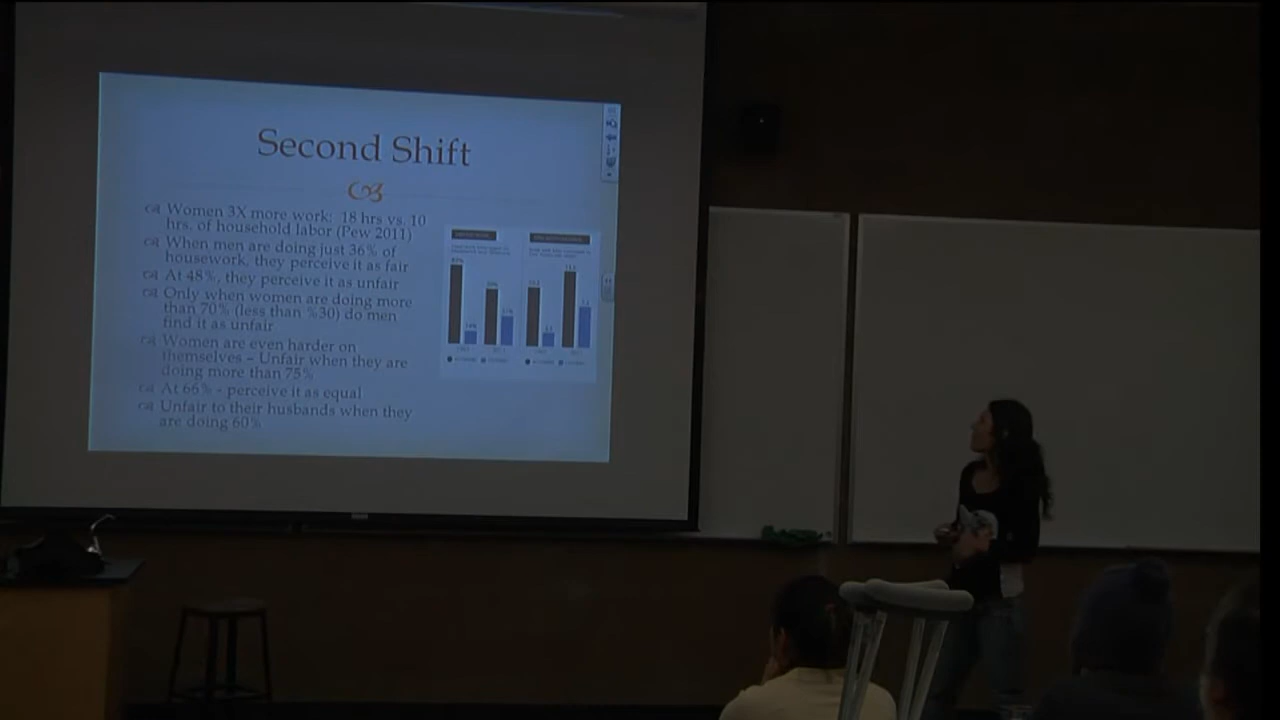 Second Shift
Women 3X more work: 18 hrs vs. 10
hrs. of household labor (Pew 2011)
When men are doing just 36% of
housework, they perceive it as fair
At 48%, they perceive it as unfair
Only when women are doing more
than 70% (less than %30) do men
find it as unfair
Women are even harder on
themselves – Unfair when they are
doing more than 75%
At 66% - perceive it as equal
Unfair to their husbands when they
are doing 60%